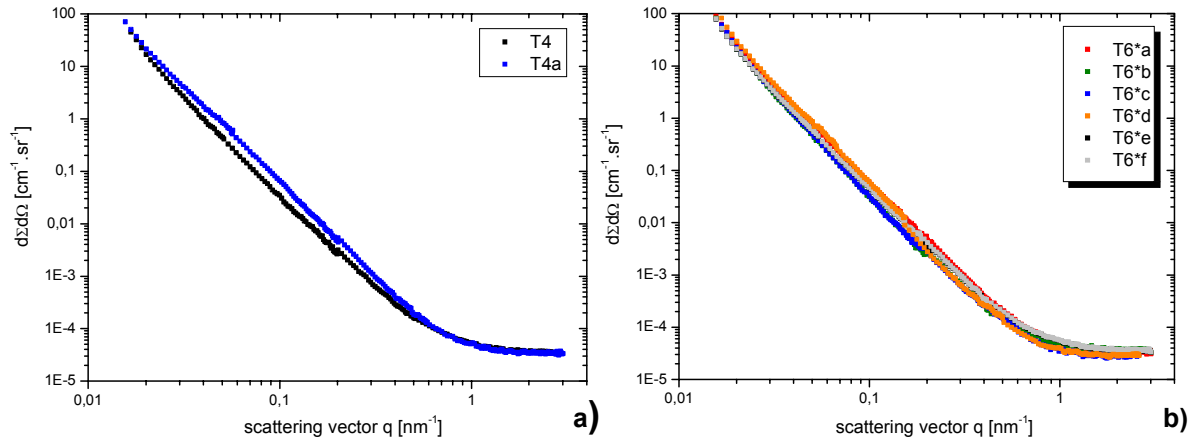 100
10
1
0,1
0,01
1E-3
1E-4
1E-5
dΣdΩ [cm⁻¹.sr⁻¹]
T4
T4a
0,01
0,1
1
scattering vector q [nm⁻¹]
a)
100
10
1
0,1
0,01
1E-3
1E-4
1E-5
dΣdΩ [cm⁻¹.sr⁻¹]
T6*a
T6*b
T6*c
T6*d
T6*e
T6*f
0,01
0,1
1
scattering vector q [nm⁻¹]
b)